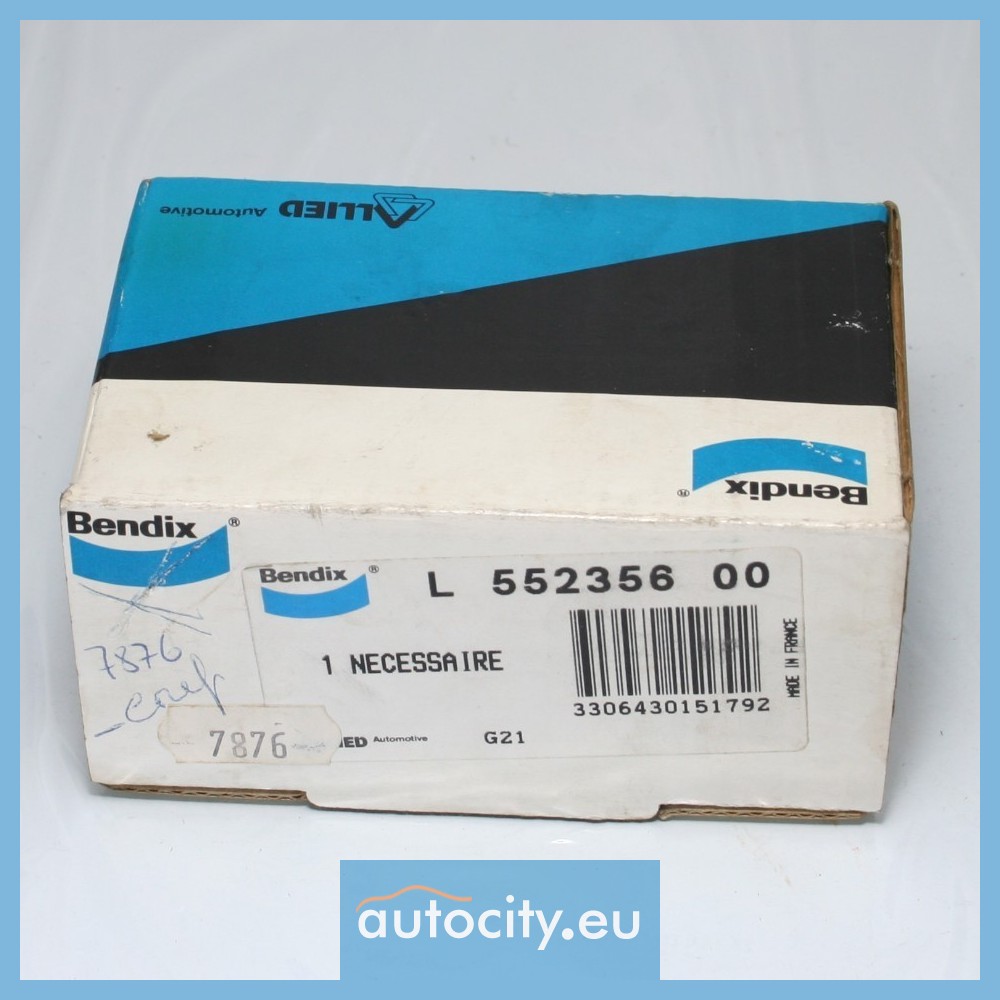 ALLIED Automotive
Bendix ®
Bendix ®
Bendix ® L 552356 00
1 NECESSAIRE
MADE IN FRANCE
3306430151792
7876
7876
IED Automotive G21
autocity.eu